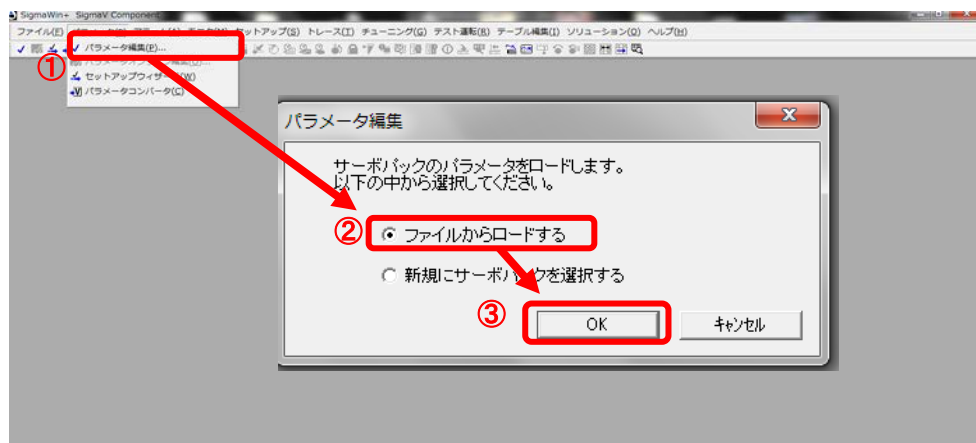 SigmaWin+ SigmaV Component
ファイル(F) アップ(S) トレース(T) チューニング(G) テスト運転(R) テーブル編集(I) ソリューション(O) ヘルプ(H)
パラメータ編集(P)...
①
セットアップウィザード(W)
パラメータコンバータ(C)
パラメータ編集
サーボパックのパラメータをロードします。
以下の中から選択してください。
② ファイルからロードする
新規にサーボパックを選択する
③ OK キャンセル